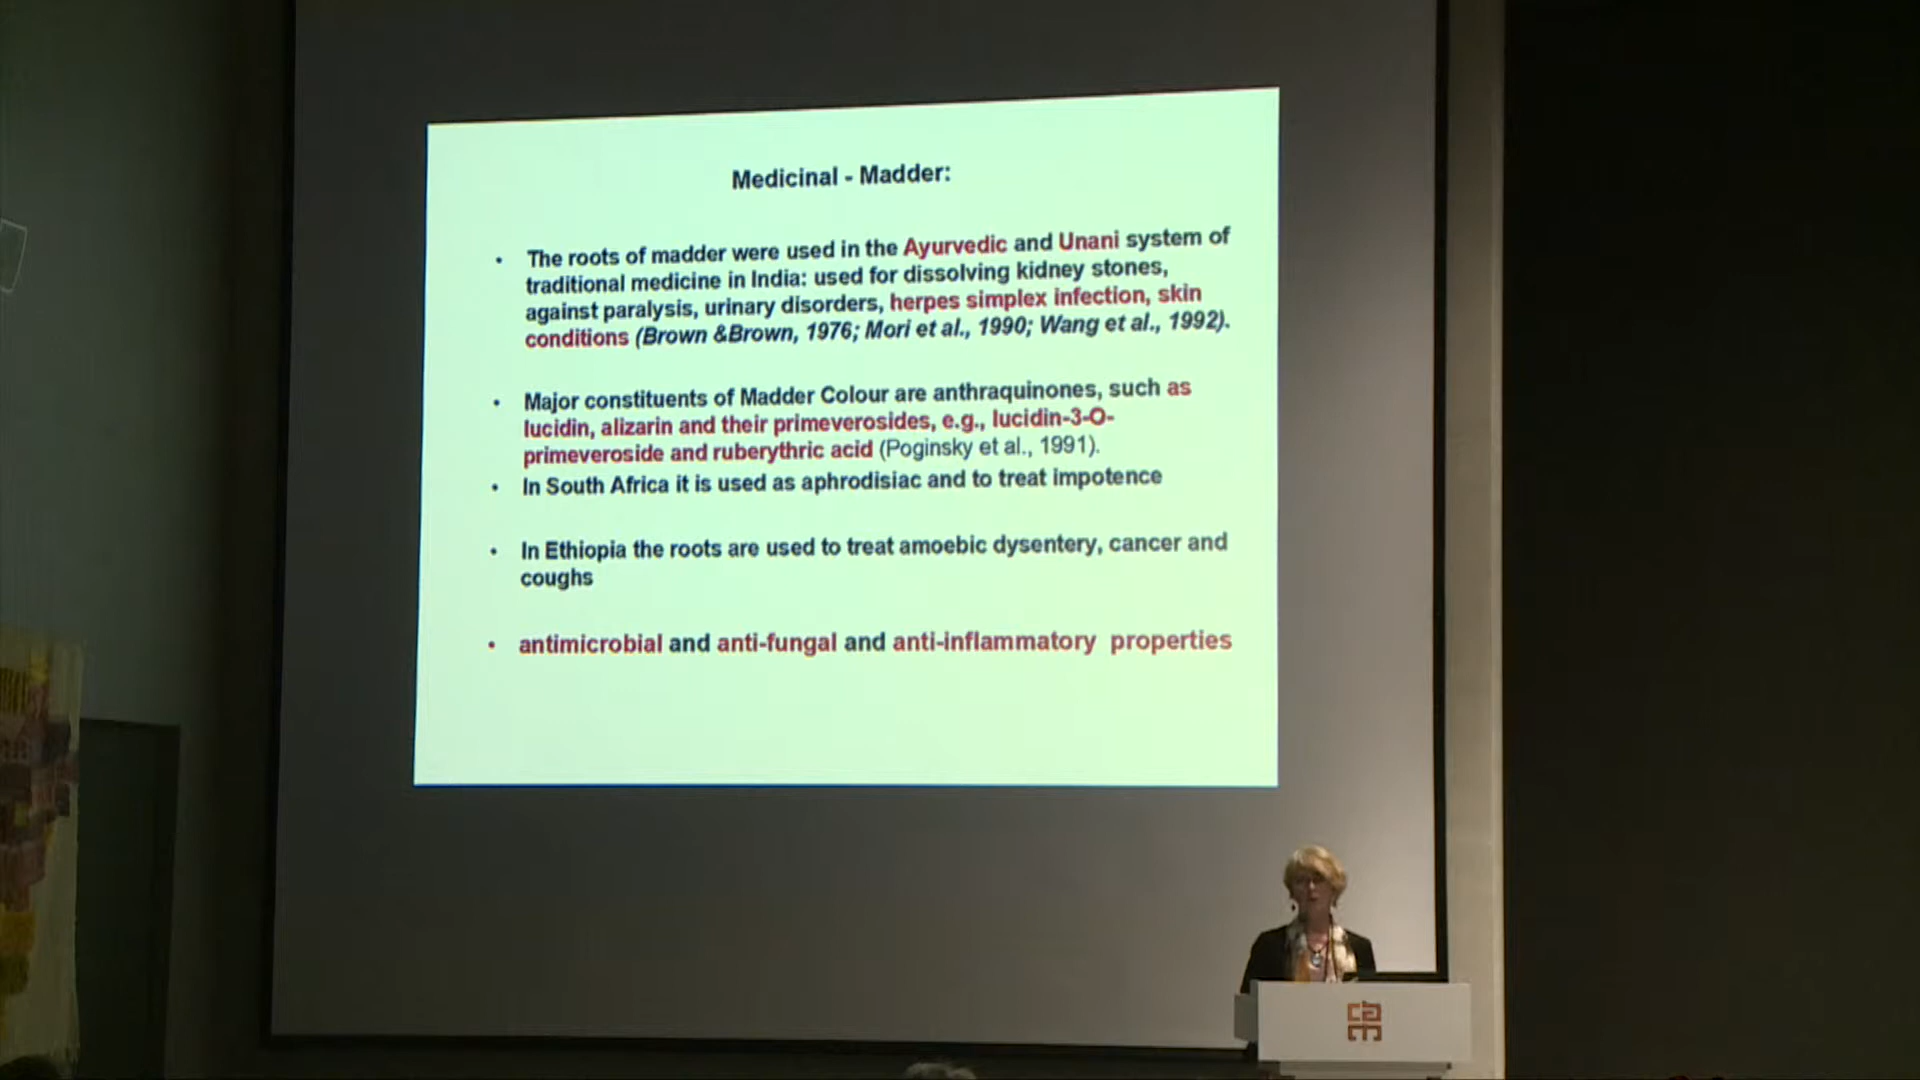 Medicinal - Madder:
• The roots of madder were used in the Ayurvedic and Unani system of
traditional medicine in India: used for dissolving kidney stones,
against paralysis, urinary disorders, herpes simplex infection, skin
conditions (Brown &Brown, 1976; Mori et al., 1990; Wang et al., 1992).
• Major constituents of Madder Colour are anthraquinones, such as
lucidin, alizarin and their primeverosides, e.g., lucidin-3-O-
primeveroside and ruberythric acid (Poginsky et al., 1991).
• In South Africa it is used as aphrodisiac and to treat impotence
• In Ethiopia the roots are used to treat amoebic dysentery, cancer and
coughs
• antimicrobial and anti-fungal and anti-inflammatory properties